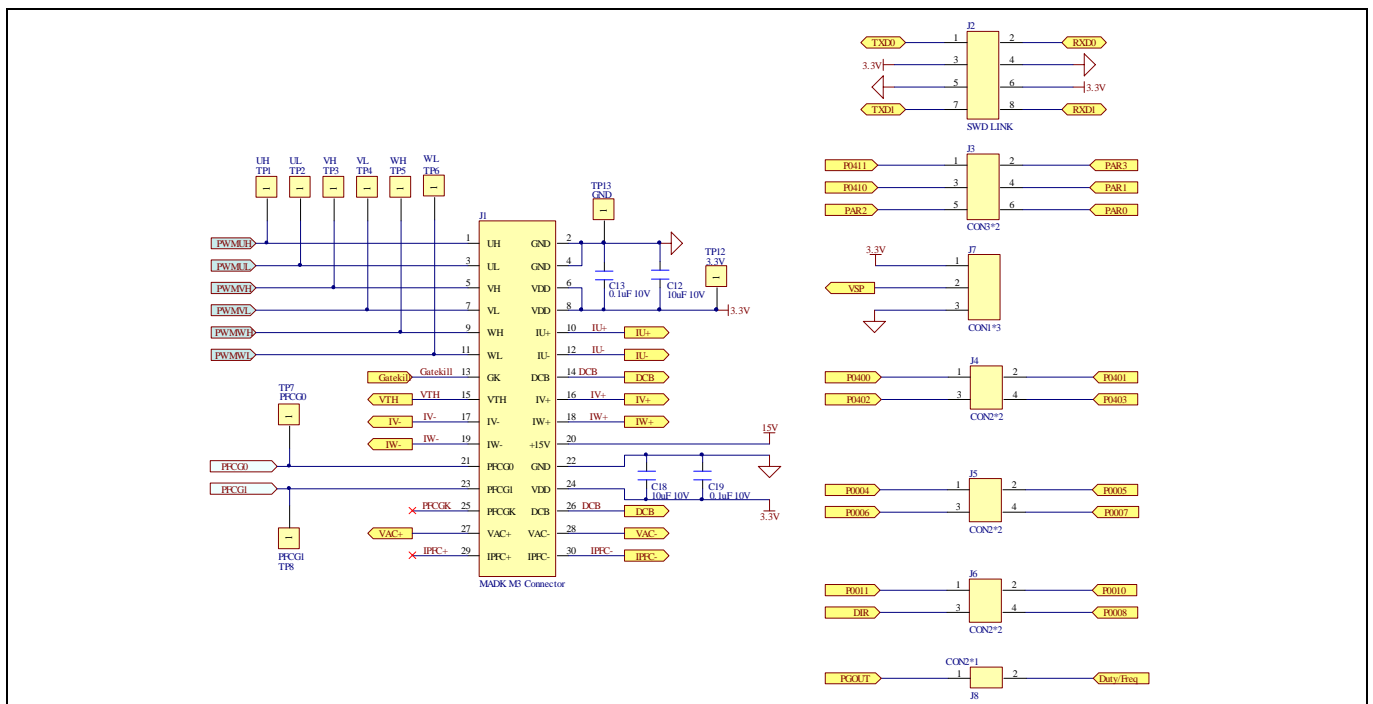 J2
TXD0 1 2 RXD0
3.3V 3 4
5 6 3.3V
TXD1 7 8 RXD1
SWD LINK
J3
P0411 1 2 PAR3
P0410 3 4 PAR1
PAR2 5 6 PAR0
CON3*2
J7
3.3V 1
VSP 2
3
CON1*3
J4
P0400 1 2 P0401
P0402 3 4 P0403
CON2*2
J5
P0004 1 2 P0005
P0006 3 4 P0007
CON2*2
J6
P0011 1 2 P0010
DIR 3 4 P0008
CON2*2
CON2*1
PGOUT 1 2 Duty/Freq
J8
UH UL VH VL WH WL
TP1 TP2 TP3 TP4 TP5 TP6
1 1 1 1 1 1
TP13
GND
1
TP12
3.3V
1
J1
PWMUH 1 UH GND 2
PWMUL 3 UL GND 4
PWMVH 5 VH VDD 6
PWMVL 7 VL VDD 8 3.3V
PWMWH 9 WH IU+ 10 IU+ IU+
PWMWL 11 WL IU- 12 IU- IU-
Gatekill Gatekill 13 GK DCB 14 DCB DCB
VTH VTH 15 VTH IV+ 16 IV+ IV+
IV- IV- 17 IV- IW+ 18 IW+ IW+
IW- IW- 19 IW- +15V 20 15V
PFCG0 21 PFCG0 GND 22
PFCG1 23 PFCG1 VDD 24 3.3V
PFCGK 25 PFCGK DCB 26 DCB DCB
VAC+ 27 VAC+ VAC- 28 VAC-
IPFC+ 29 IPFC+ IPFC- 30 IPFC- IPFC-
MADK M3 Connector
C13
0.1uF 10V
C12
10uF 10V
C18
10uF 10V
C19
0.1uF 10V
TP7
PFCG0
1
1
PFCG1
TP8